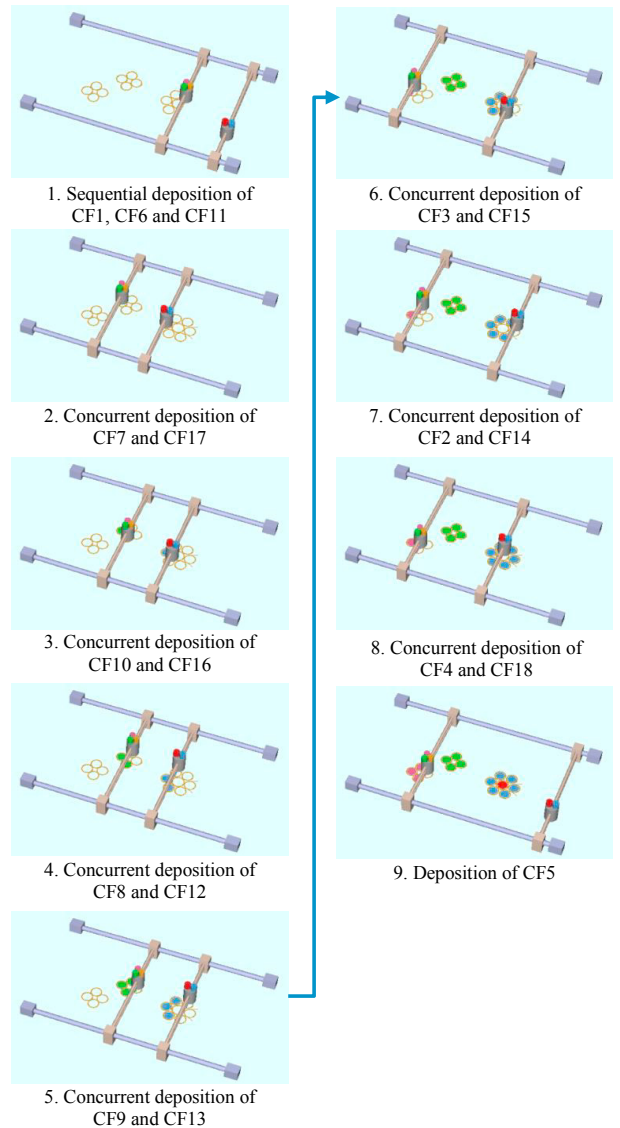 1. Sequential deposition of
CF1, CF6 and CF11
2. Concurrent deposition of
CF7 and CF17
3. Concurrent deposition of
CF10 and CF16
4. Concurrent deposition of
CF8 and CF12
5. Concurrent deposition of
CF9 and CF13
6. Concurrent deposition of
CF3 and CF15
7. Concurrent deposition of
CF2 and CF14
8. Concurrent deposition of
CF4 and CF18
9. Deposition of CF5